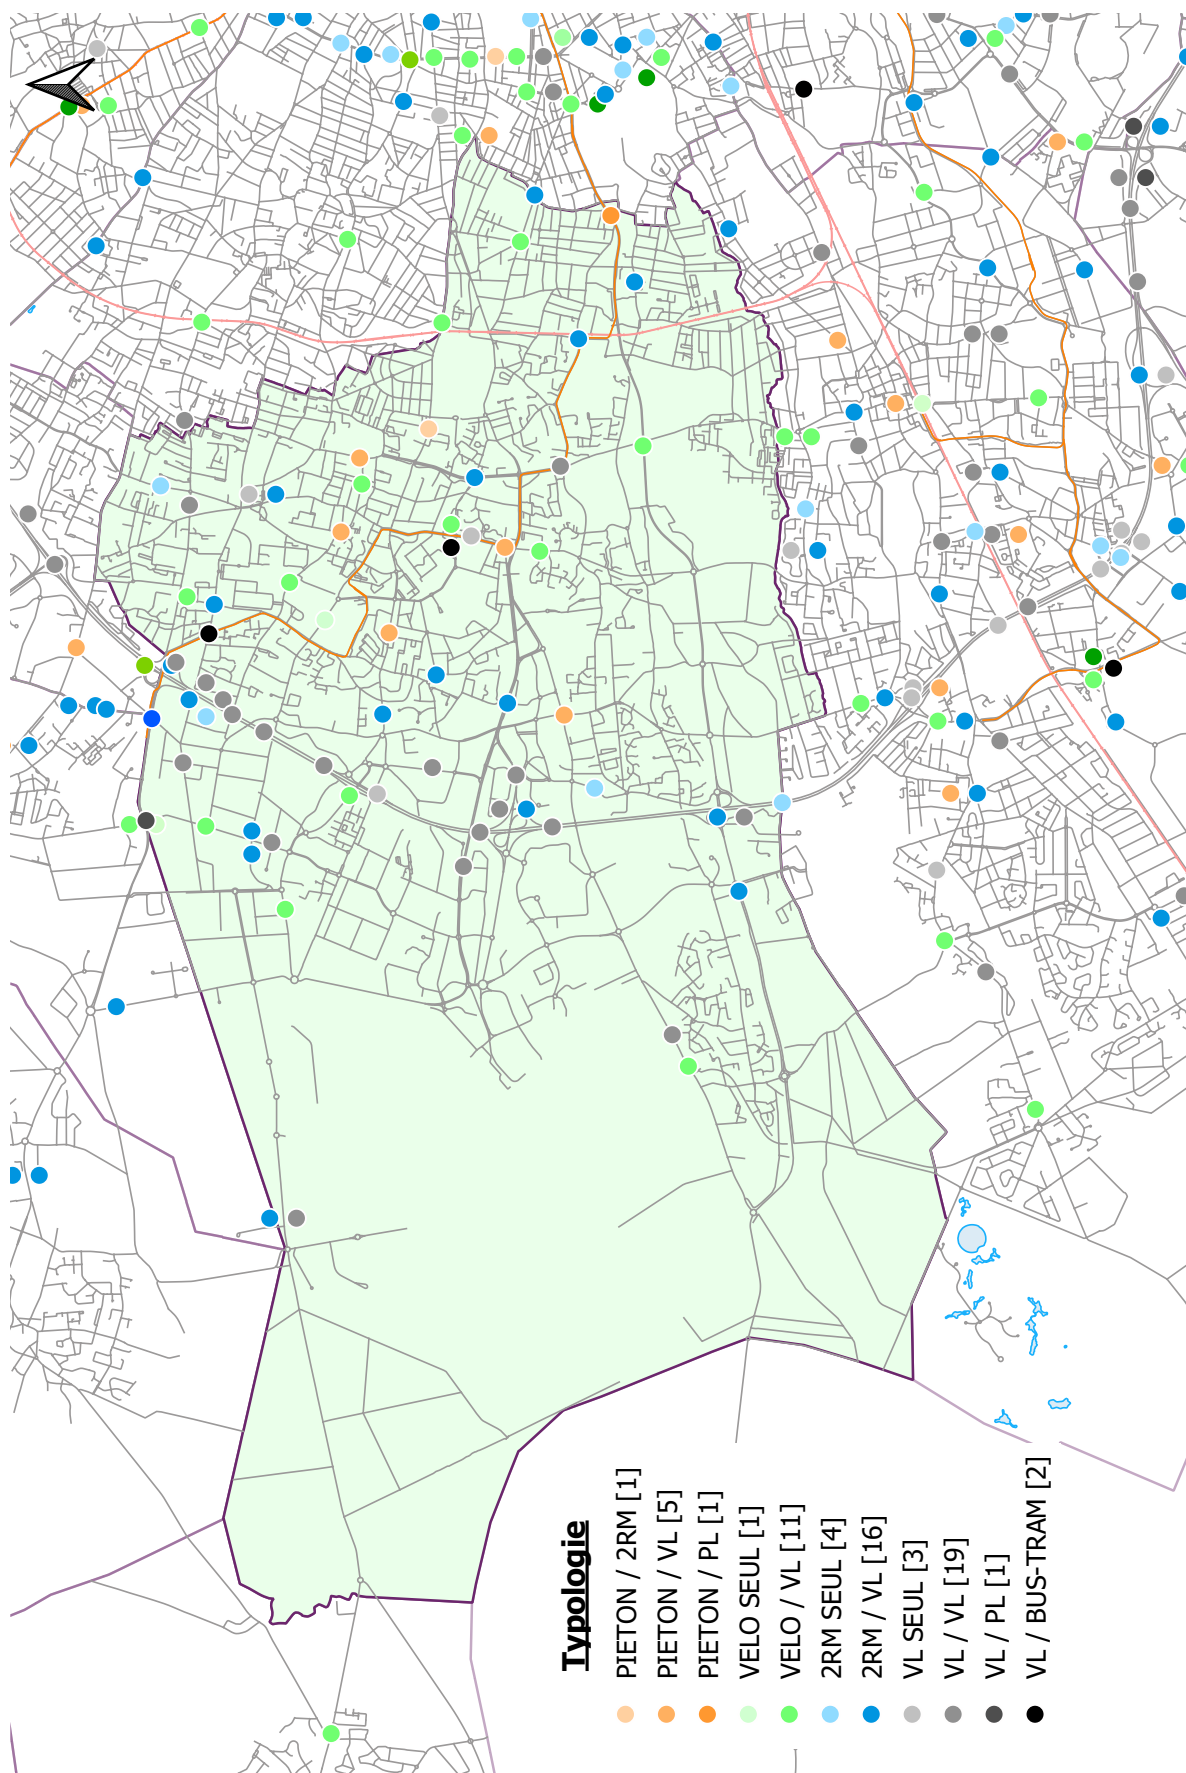 Typologie
PIETON / 2RM [1]
PIETON / VL [5]
PIETON / PL [1]
VELO SEUL [1]
VELO / VL [11]
2RM SEUL [4]
2RM / VL [16]
VL SEUL [3]
VL / VL [19]
VL / PL [1]
VL / BUS-TRAM [2]